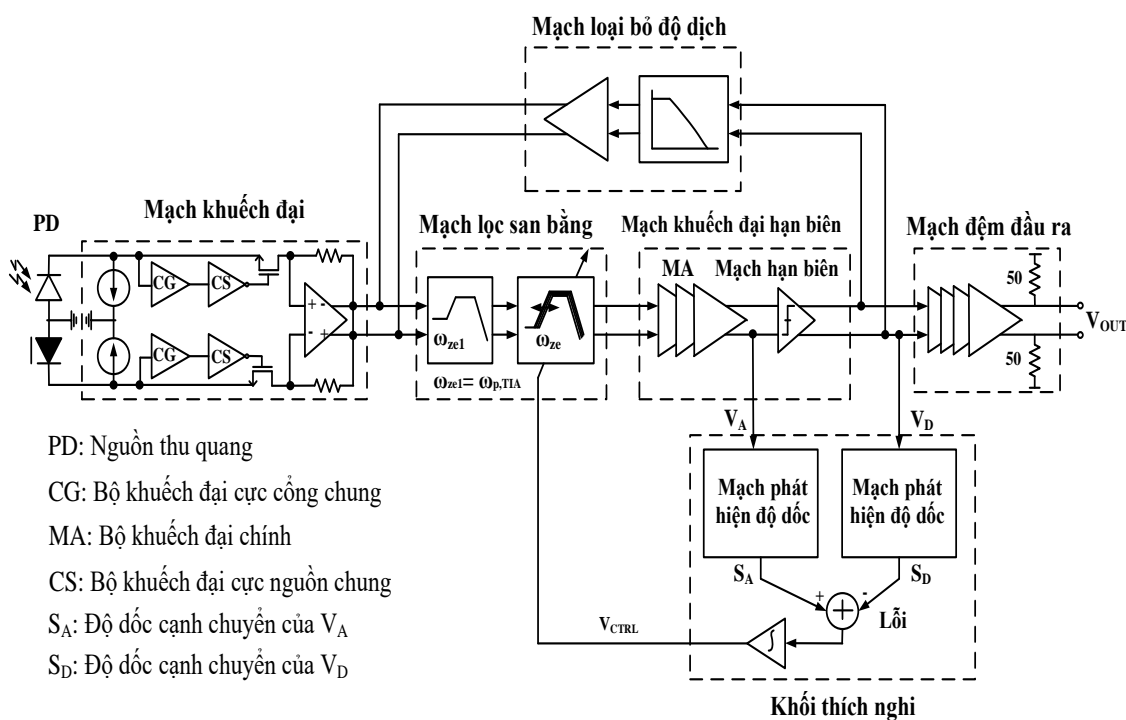 Mạch loại bỏ độ dịch
PD
Mạch khuếch đại
Mạch lọc san bằng
Mạch khuếch đại hạn biên
Mạch đệm đầu ra
MA
Mạch hạn biên
CG
CS
+ -
- +
CG
CS
ωze1
ωze
ωze1= ωp,TIA
50
50
VOUT
VA
VD
Mạch phát
hiện độ dốc
Mạch phát
hiện độ dốc
SA
SD
+
-
+
Lỗi
VCTRL
∫
Khối thích nghi
PD: Nguồn thu quang
CG: Bộ khuếch đại cực cổng chung
MA: Bộ khuếch đại chính
CS: Bộ khuếch đại cực nguồn chung
SA: Độ dốc cạnh chuyển của VA
SD: Độ dốc cạnh chuyển của VD